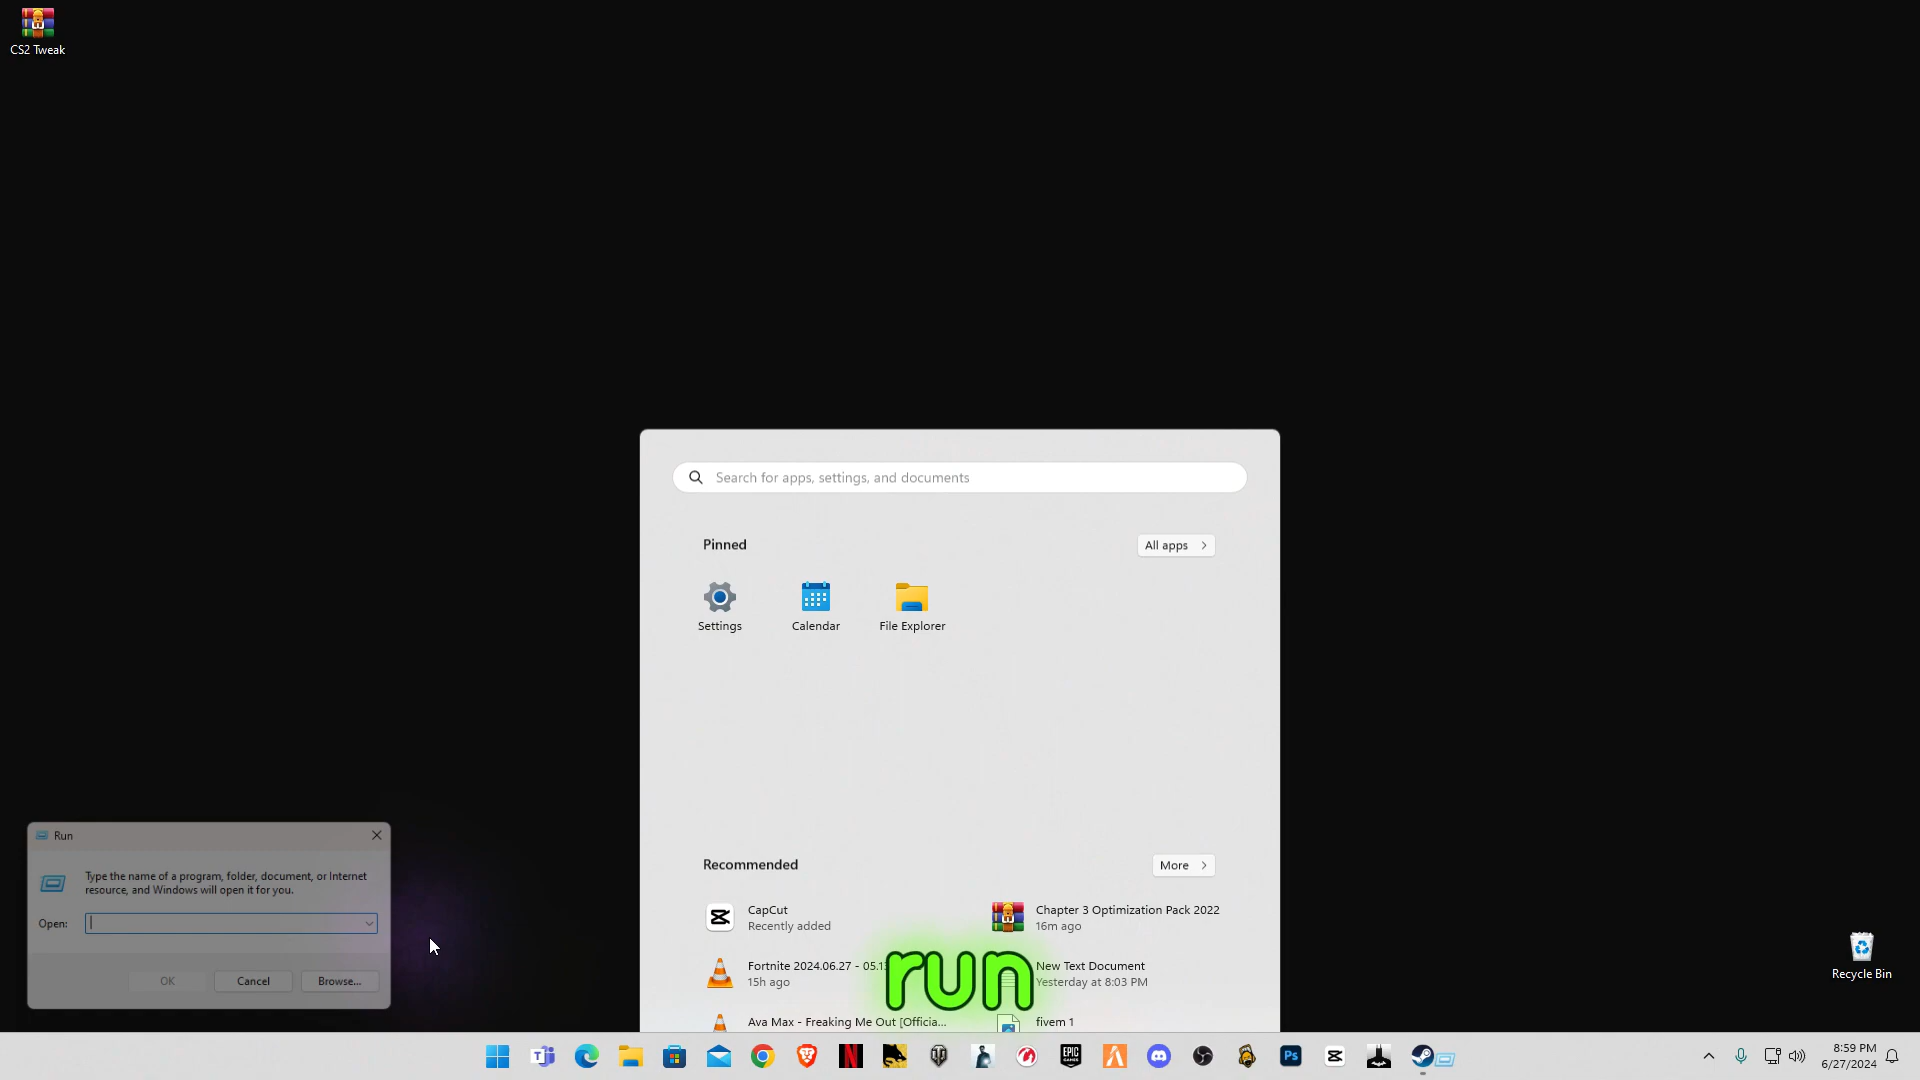 CS2 Tweak
Search for apps, settings, and documents
Pinned
All apps
Settings
Calendar
File Explorer
Recommended
More
CapCut
Recently added
Chapter 3 Optimization Pack 2022
16m ago
Fortnite 2024.06.27 - 05.1
15h ago
New Text Document
Yesterday at 8:03 PM
Ava Max - Freaking Me Out [Officia...
fivem 1
run
Run
Type the name of a program, folder, document, or Internet
resource, and Windows will open it for you.
Open:
OK
Cancel
Browse...
Recycle Bin
EPIC
GAMES
Ps
8:59 PM
6/27/2024